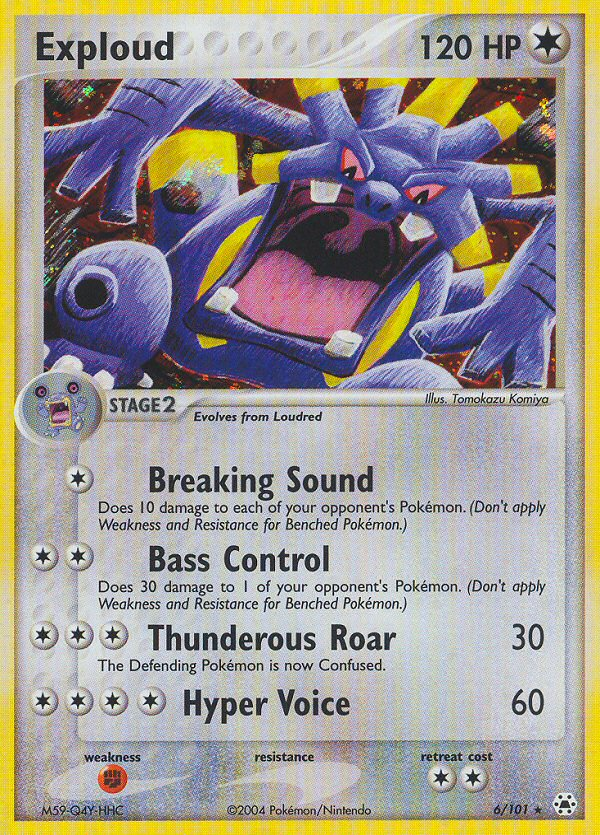 Exploud 120 HP
Illus. Tomokazu Komiya
STAGE 2
Evolves from Loudred
Breaking Sound
Does 10 damage to each of your opponent's Pokémon. (Don't apply
Weakness and Resistance for Benched Pokémon.)
Bass Control
Does 30 damage to 1 of your opponent's Pokémon. (Don't apply
Weakness and Resistance for Benched Pokémon.)
Thunderous Roar 30
The Defending Pokémon is now Confused.
Hyper Voice 60
weakness resistance retreat cost
M59-Q4Y-HHC ©2004 Pokémon/Nintendo 6/101 ★